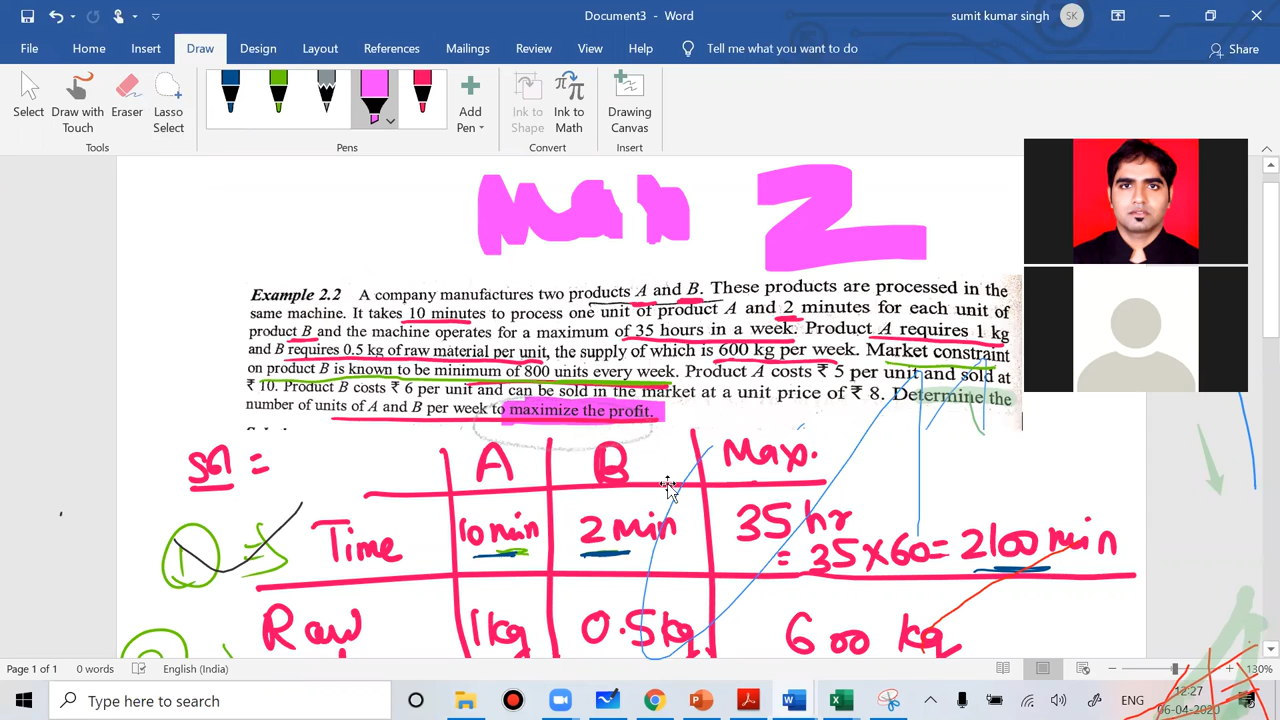 Document3 - Word
sumit kumar singh SK
File Home Insert Draw Design Layout References Mailings Review View Help Tell me what you want to do Share
Select Draw with Touch Eraser Lasso Select Add Pen Ink to Shape Ink to Math Drawing Canvas
Tools Pens Convert Insert
Max Z
Example 2.2 A company manufactures two products A and B. These products are processed in the
same machine. It takes 10 minutes to process one unit of product A and 2 minutes for each unit of
product B and the machine operates for a maximum of 35 hours in a week. Product A requires 1 kg
and B requires 0.5 kg of raw material per unit, the supply of which is 600 kg per week. Market constraint
on product B is known to be minimum of 800 units every week. Product A costs ₹ 5 per unit and sold at
₹ 10. Product B costs ₹ 6 per unit and can be sold in the market at a unit price of ₹ 8. Determine the
number of units of A and B per week to maximize the profit.
Sol = A B Max.
1 ⇒ Time 10 min 2 min 35 hr
= 35×60 = 2100 min
Raw 1kg 0.5kg 600 kg
Page 1 of 1 0 words English (India) 130%
Type here to search ENG 12:27
06-04-2020